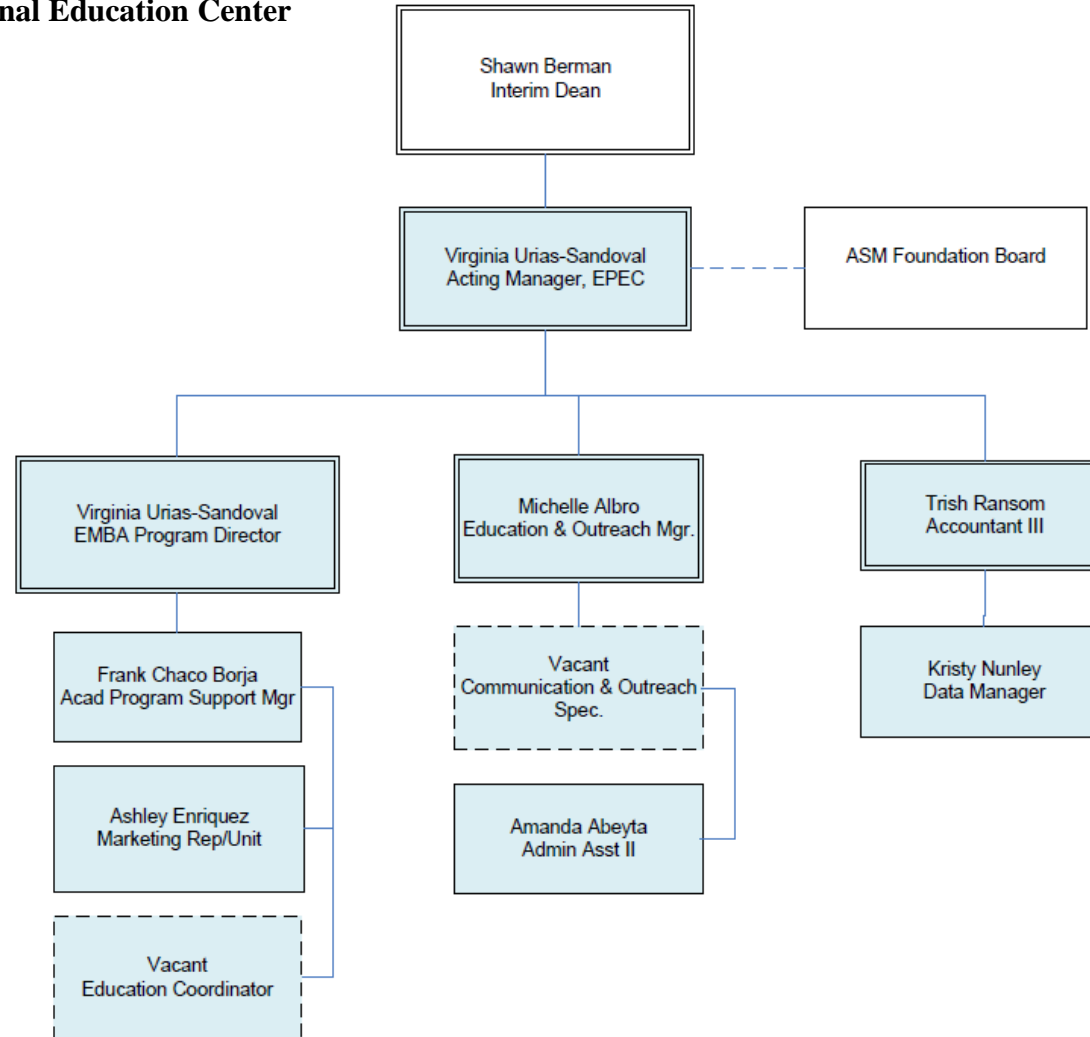 nal Education Center
Shawn Berman
Interim Dean
Virginia Urias-Sandoval
Acting Manager, EPEC
ASM Foundation Board
Virginia Urias-Sandoval
EMBA Program Director
Michelle Albro
Education & Outreach Mgr.
Trish Ransom
Accountant III
Frank Chaco Borja
Acad Program Support Mgr
Vacant
Communication & Outreach
Spec.
Kristy Nunley
Data Manager
Ashley Enriquez
Marketing Rep/Unit
Amanda Abeyta
Admin Asst II
Vacant
Education Coordinator